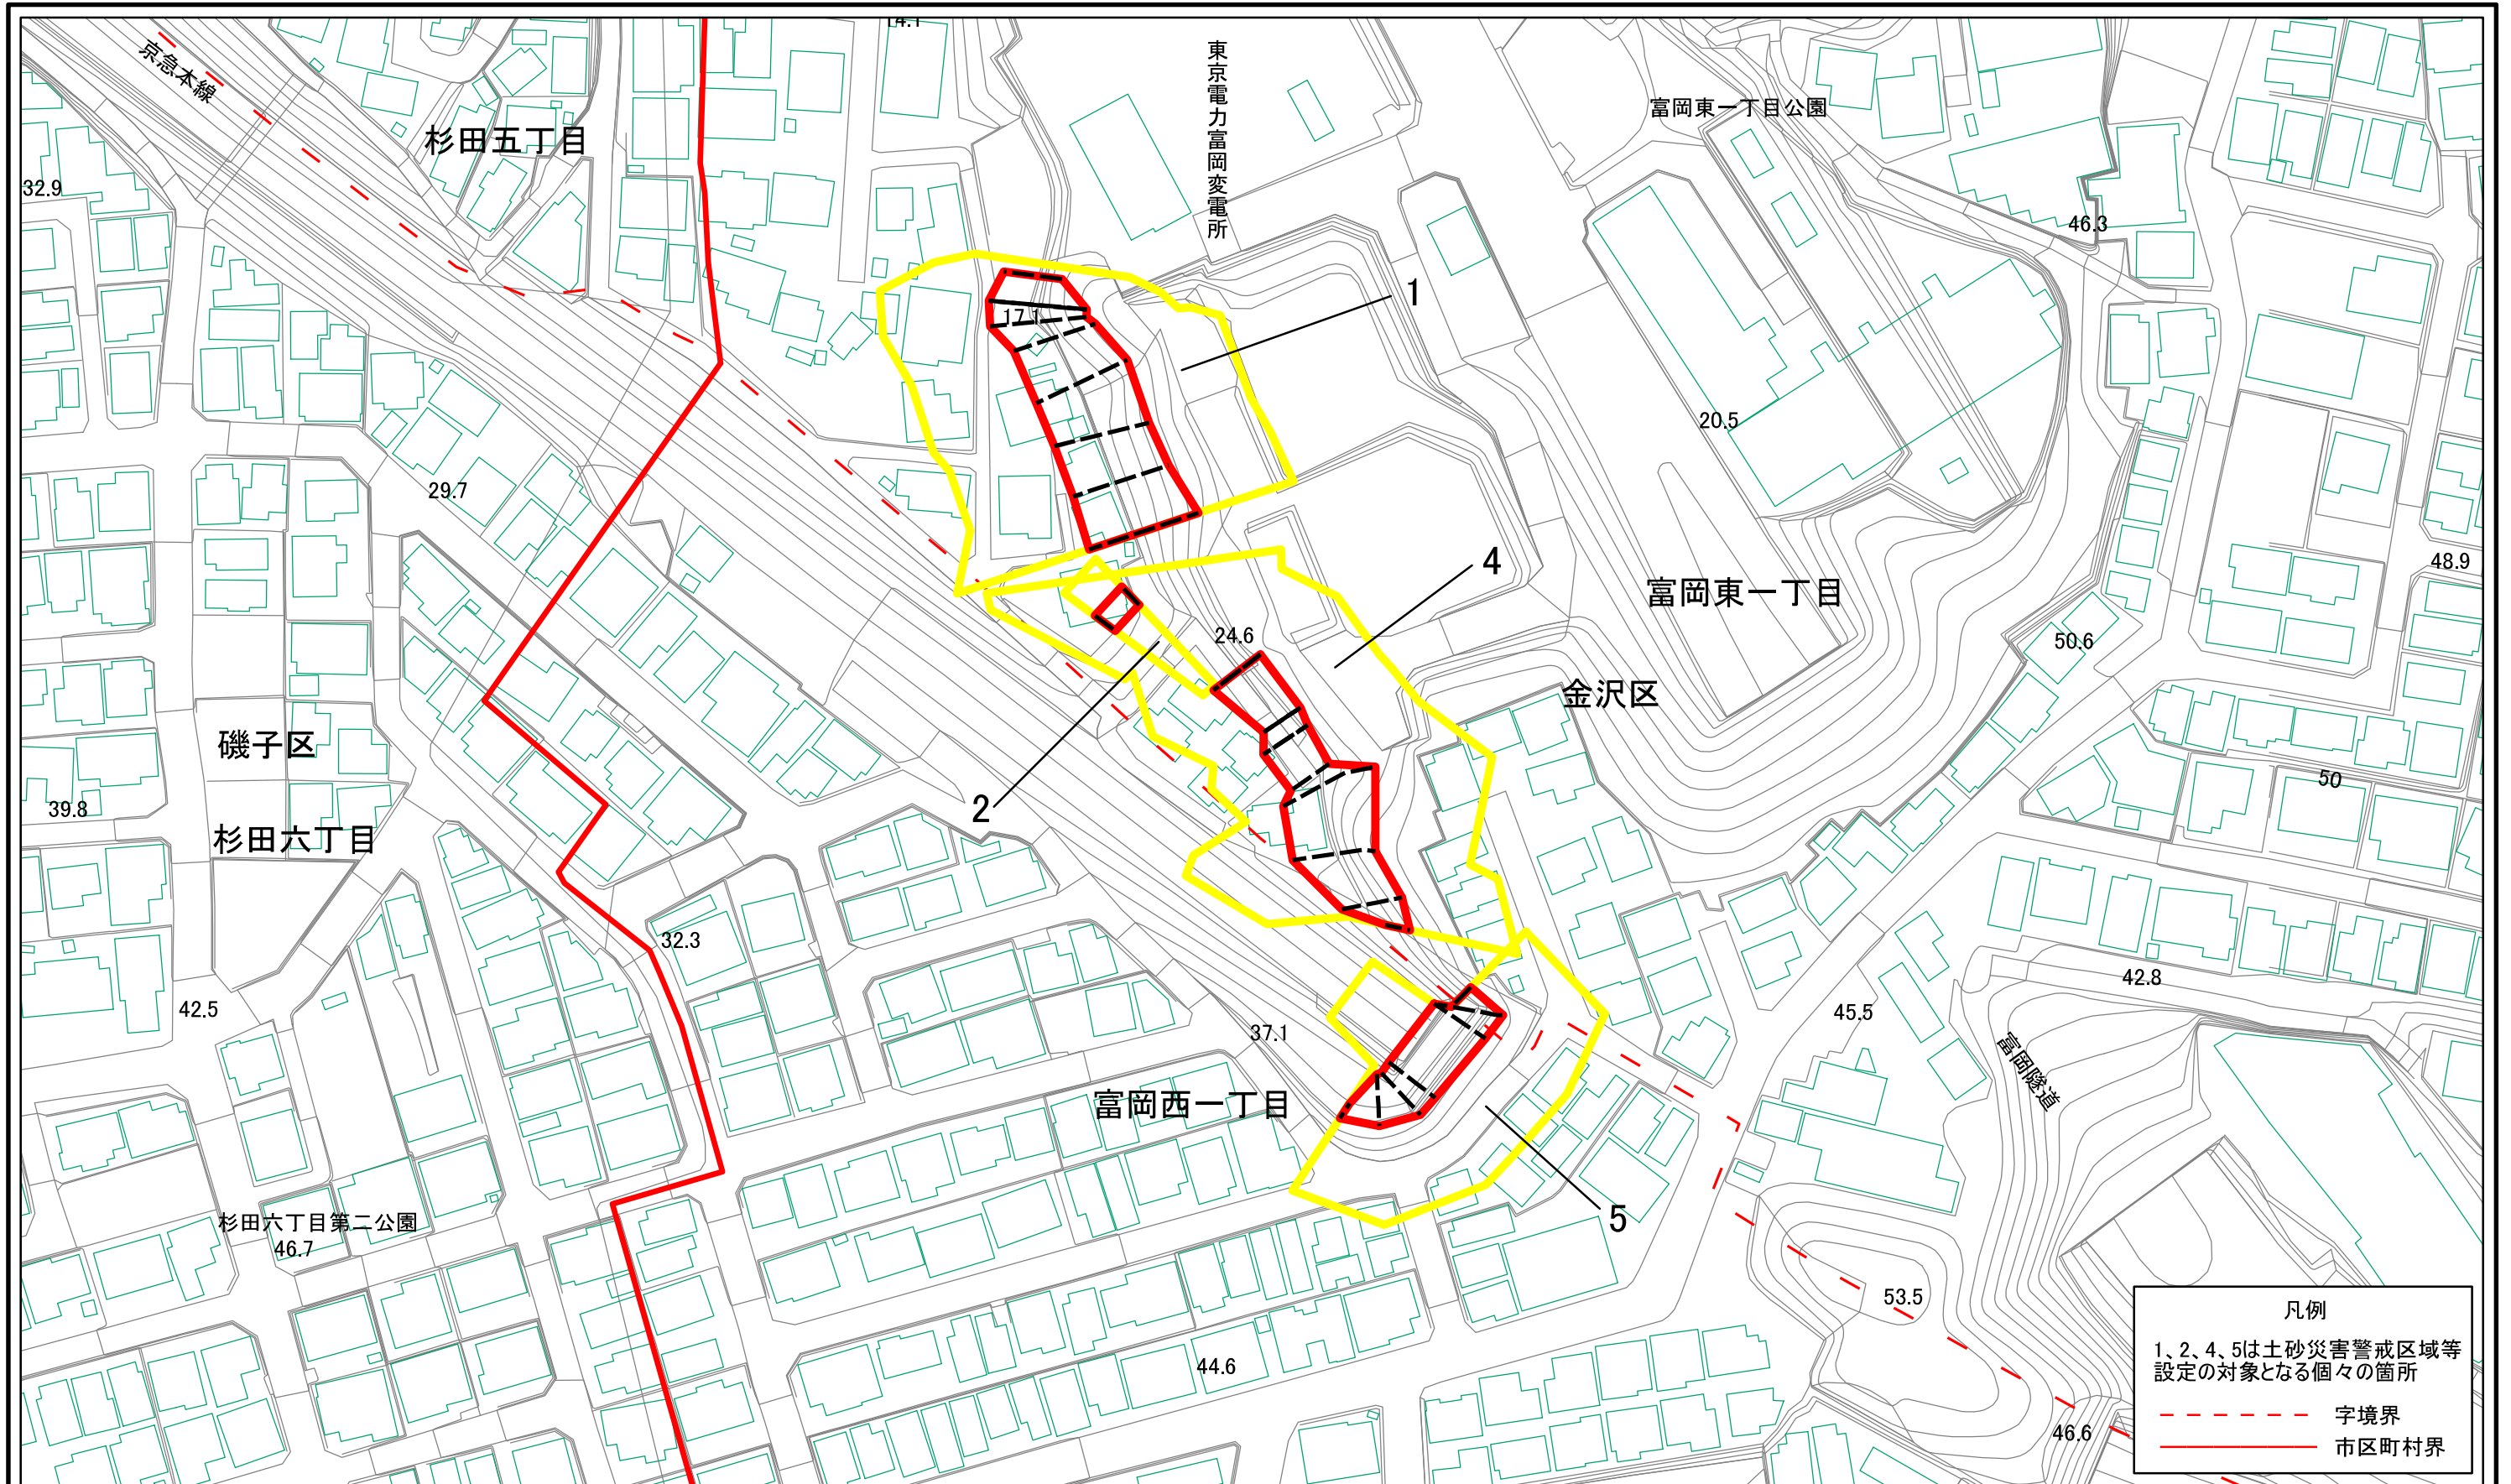 14.1
京急本線
東京電力富岡変電所
富岡東一丁目公園
杉田五丁目
32.9
46.3
1
17.1
20.5
29.7
4
48.9
富岡東一丁目
24.6
50.6
金沢区
磯子区
50
39.8
2
杉田六丁目
32.3
42.8
42.5
45.5
37.1
富岡隧道
富岡西一丁目
5
杉田六丁目第二公園
46.7
53.5
44.6
46.6
凡例
1、2、4、5は土砂災害警戒区域等
設定の対象となる個々の箇所
字境界
市区町村界